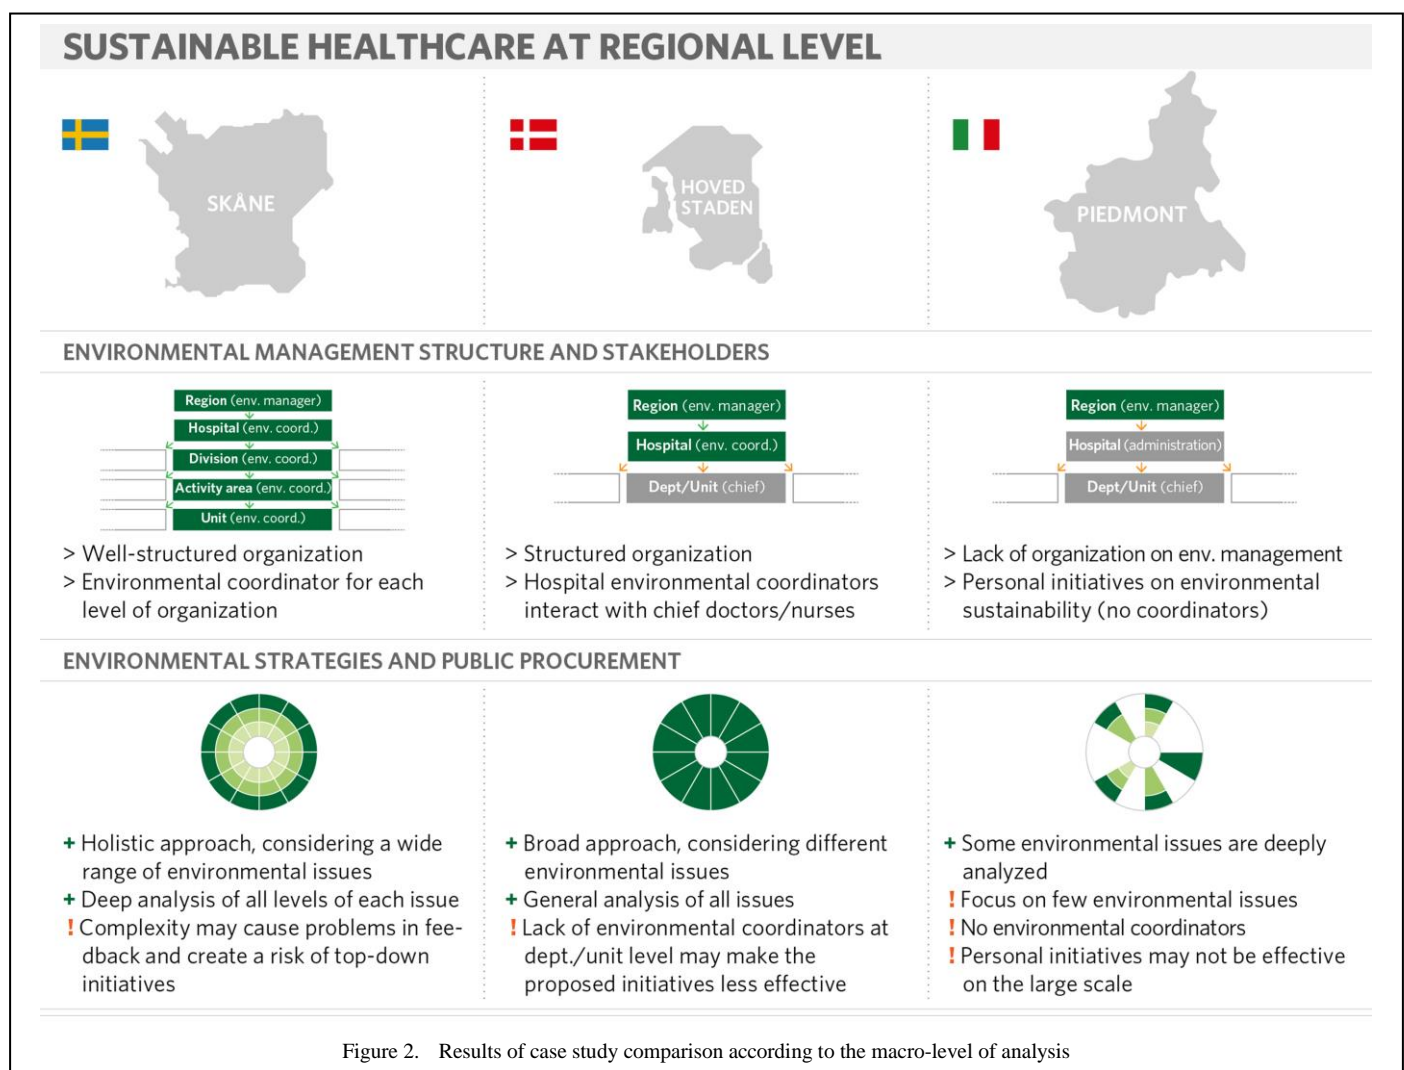 SUSTAINABLE HEALTHCARE AT REGIONAL LEVEL
SKÅNE
HOVED
STADEN
PIEDMONT
ENVIRONMENTAL MANAGEMENT STRUCTURE AND STAKEHOLDERS
Region (env. manager)
Hospital (env. coord.)
Division (env. coord.)
Activity area (env. coord.)
Unit (env. coord.)
> Well-structured organization
> Environmental coordinator for each
level of organization
Region (env. manager)
Hospital (env. coord.)
Dept/Unit (chief)
> Structured organization
> Hospital environmental coordinators
interact with chief doctors/nurses
Region (env. manager)
Hospital (administration)
Dept/Unit (chief)
> Lack of organization on env. management
> Personal initiatives on environmental
sustainability (no coordinators)
ENVIRONMENTAL STRATEGIES AND PUBLIC PROCUREMENT
+ Holistic approach, considering a wide
range of environmental issues
+ Deep analysis of all levels of each issue
! Complexity may cause problems in fee-
dback and create a risk of top-down
initiatives
+ Broad approach, considering different
environmental issues
+ General analysis of all issues
! Lack of environmental coordinators at
dept./unit level may make the
proposed initiatives less effective
+ Some environmental issues are deeply
analyzed
! Focus on few environmental issues
! No environmental coordinators
! Personal initiatives may not be effective
on the large scale
Figure 2. Results of case study comparison according to the macro-level of analysis